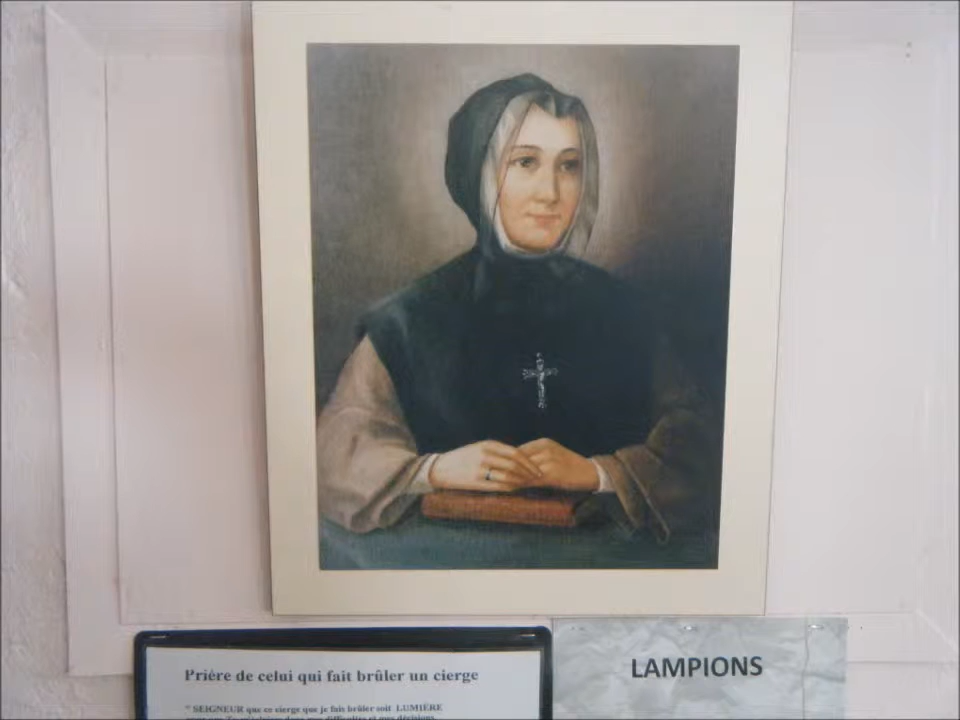 Prière de celui qui fait brûler un cierge
" SEIGNEUR que ce cierge que je fais brûler soit LUMIÈRE
LAMPIONS